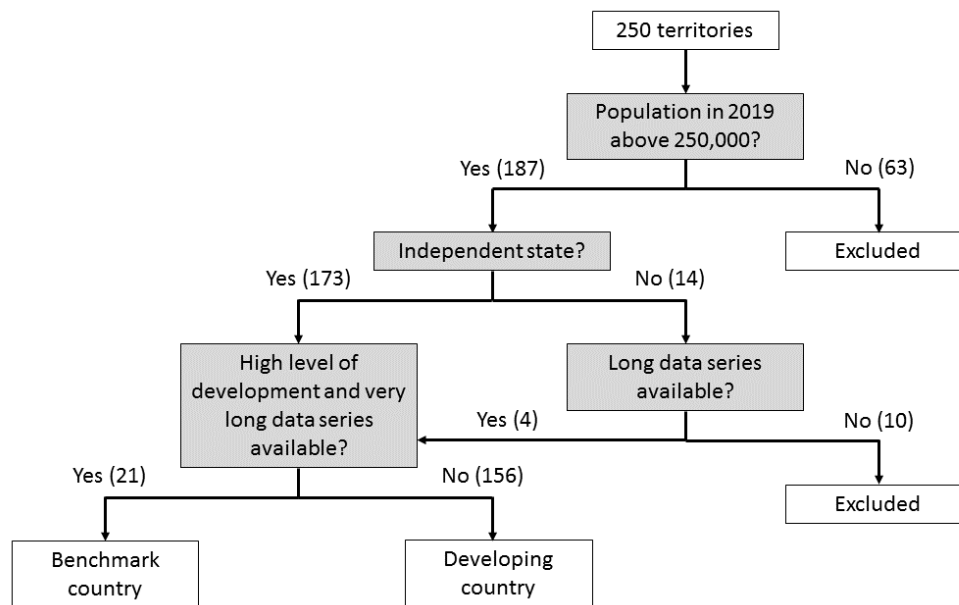 250 territories
Population in 2019
above 250,000?
Yes (187)
No (63)
Independent state?
Excluded
Yes (173)
No (14)
High level of
development and very
long data series
available?
Long data series
available?
Yes (4)
No (10)
Yes (21)
No (156)
Excluded
Benchmark
country
Developing
country